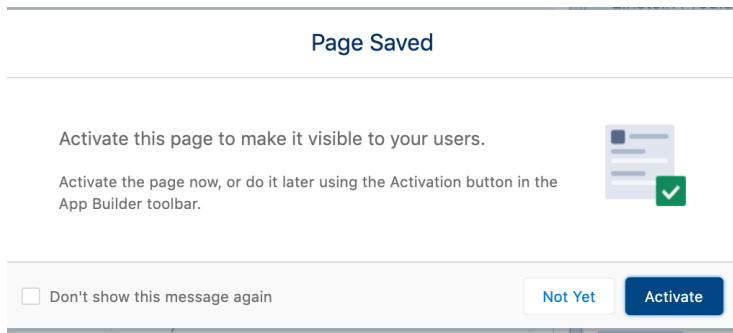 Page Saved
Activate this page to make it visible to your users.
Activate the page now, or do it later using the Activation button in the
App Builder toolbar.
Don't show this message again
Not Yet
Activate